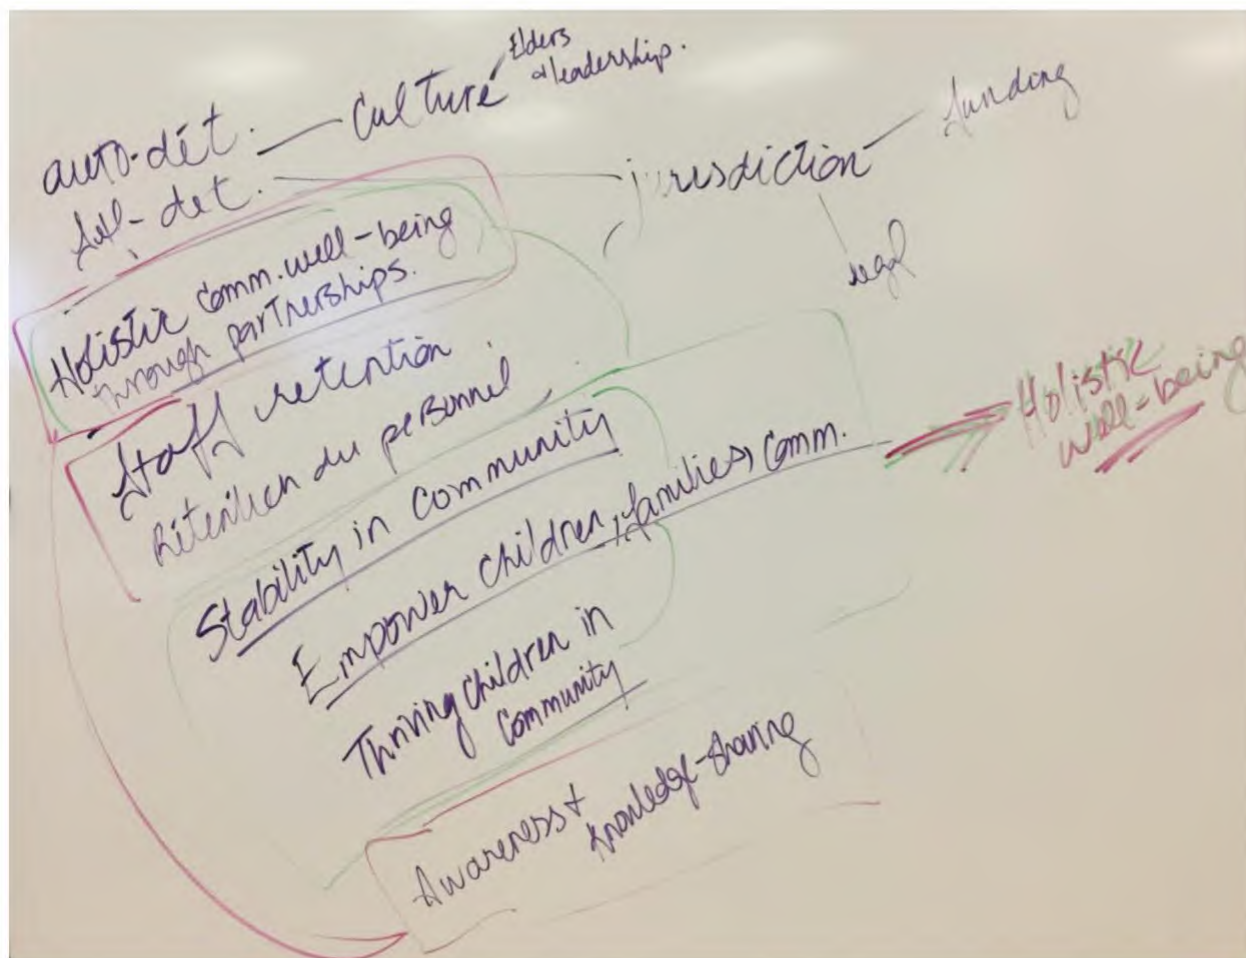 Elders
& leadership.
auto-dét. — Culture
self-det. — jurisdiction — funding
legal
Holistic comm. well-being
through partnerships.
Staff retention
Rétention du personnel
Stability in community
Empower children, families, comm.
Holistic
well-being
Thriving children in
community
Awareness +
knowledge-sharing